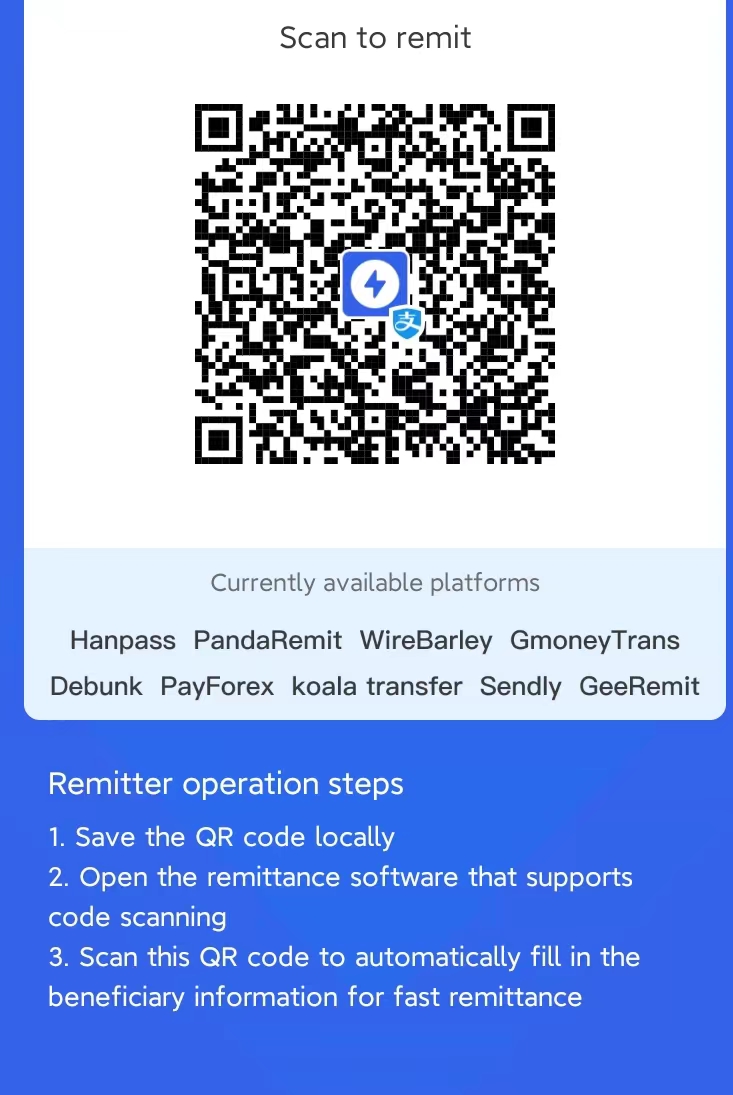 Scan to remit
支
Currently available platforms
Hanpass PandaRemit WireBarley GmoneyTrans
Debunk PayForex koala transfer Sendly GeeRemit
Remitter operation steps
1. Save the QR code locally
2. Open the remittance software that supports
code scanning
3. Scan this QR code to automatically fill in the
beneficiary information for fast remittance